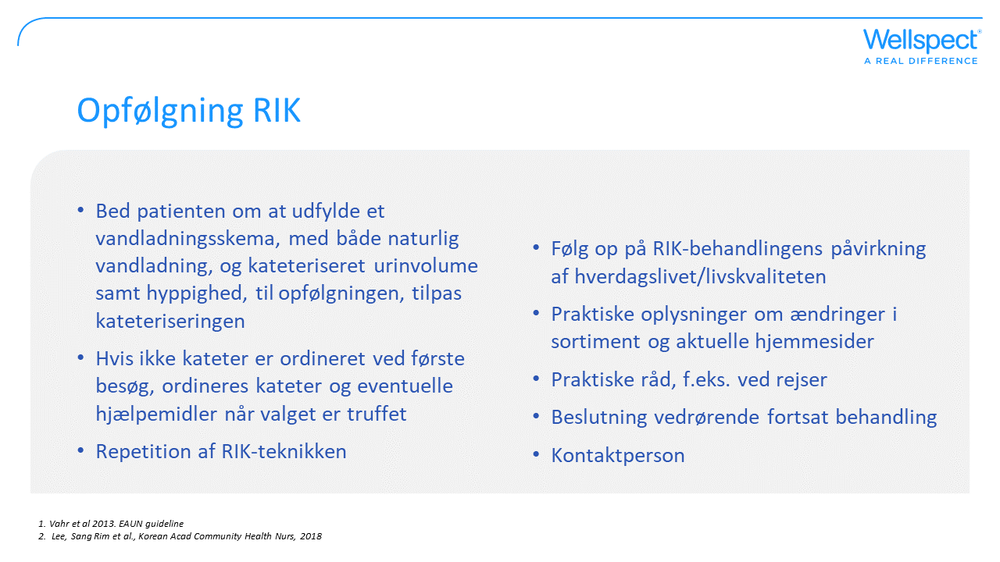 Wellspect®
A REAL DIFFERENCE
Opfølgning RIK
• Bed patienten om at udfylde et
vandladningsskema, med både naturlig
vandladning, og kateteriseret urinvolume
samt hyppighed, til opfølgningen, tilpas
kateteriseringen
• Hvis ikke kateter er ordineret ved første
besøg, ordineres kateter og eventuelle
hjælpemidler når valget er truffet
• Repetition af RIK-teknikken
• Følg op på RIK-behandlingens påvirkning
af hverdagslivet/livskvaliteten
• Praktiske oplysninger om ændringer i
sortiment og aktuelle hjemmesider
• Praktiske råd, f.eks. ved rejser
• Beslutning vedrørende fortsat behandling
• Kontaktperson
1. Vahr et al 2013. EAUN guideline
2. Lee, Sang Rim et al., Korean Acad Community Health Nurs, 2018